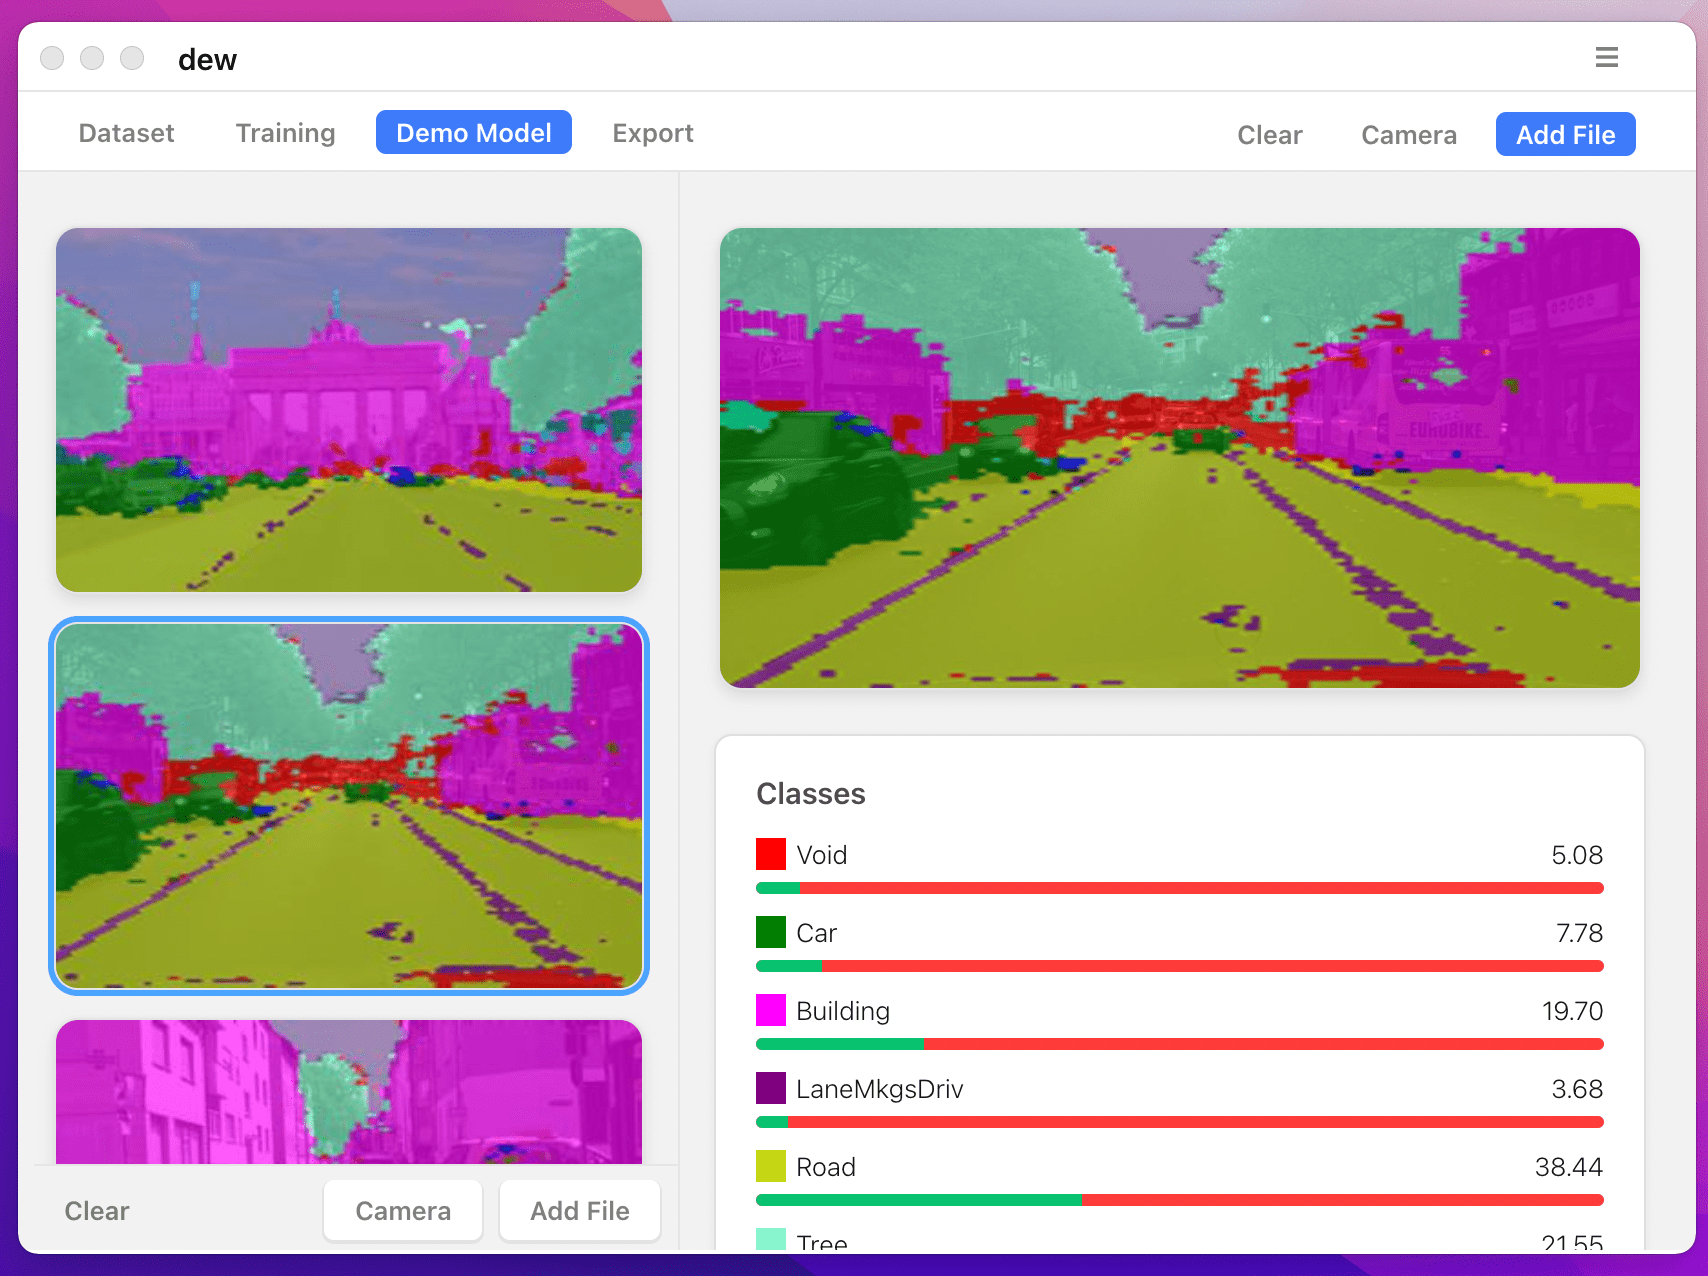 dew
Dataset Training Demo Model Export Clear Camera Add File
EUROBIKE
Classes
Void 5.08
Car 7.78
Building 19.70
LaneMkgsDriv 3.68
Road 38.44
Tree 21.55
Clear Camera Add File